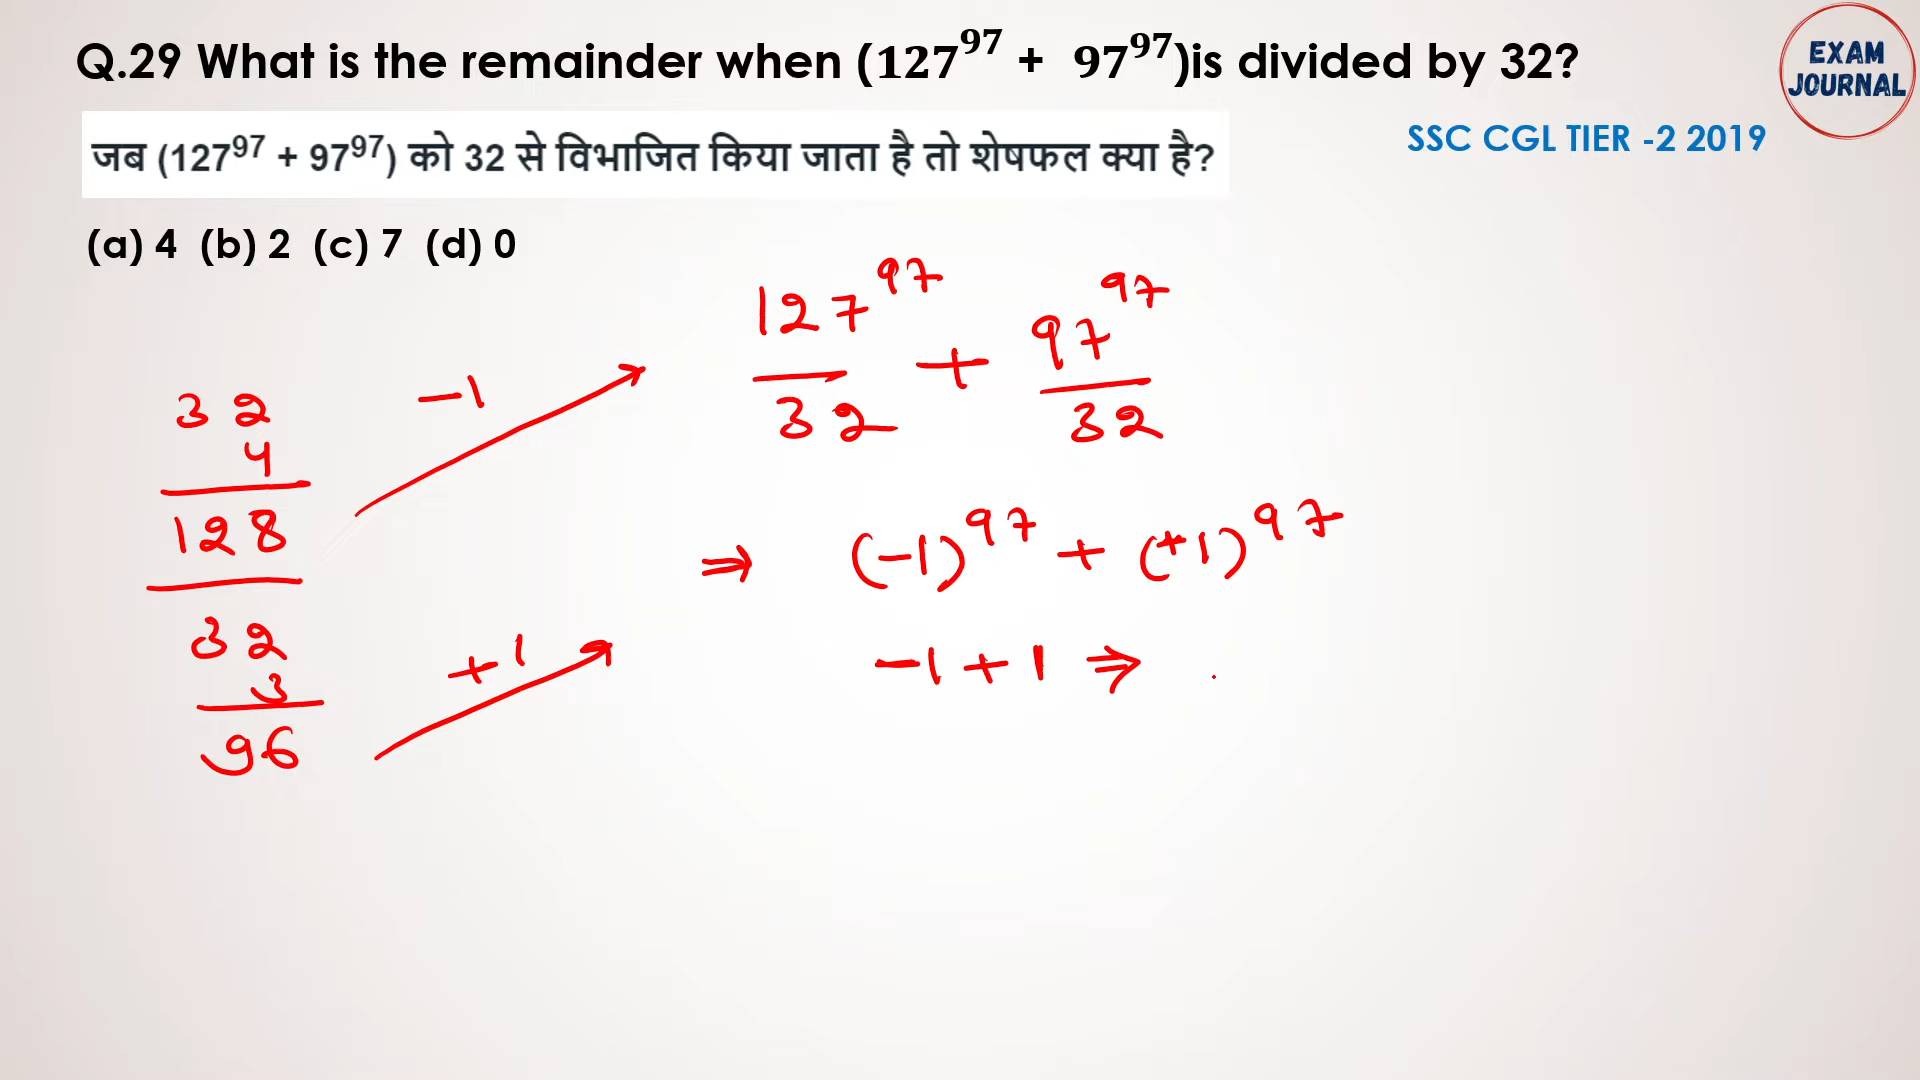 Q.29 What is the remainder when (127^97 + 97^97)is divided by 32?
EXAM
JOURNAL
जब (127^97 + 97^97) को 32 से विभाजित किया जाता है तो शेषफल क्या है?
SSC CGL TIER -2 2019
(a) 4 (b) 2 (c) 7 (d) 0
127^97/32 + 97^97/32
32
4
128
-1
⇒ (-1)^97 + (+1)^97
32
3
96
+1
-1 + 1 ⇒